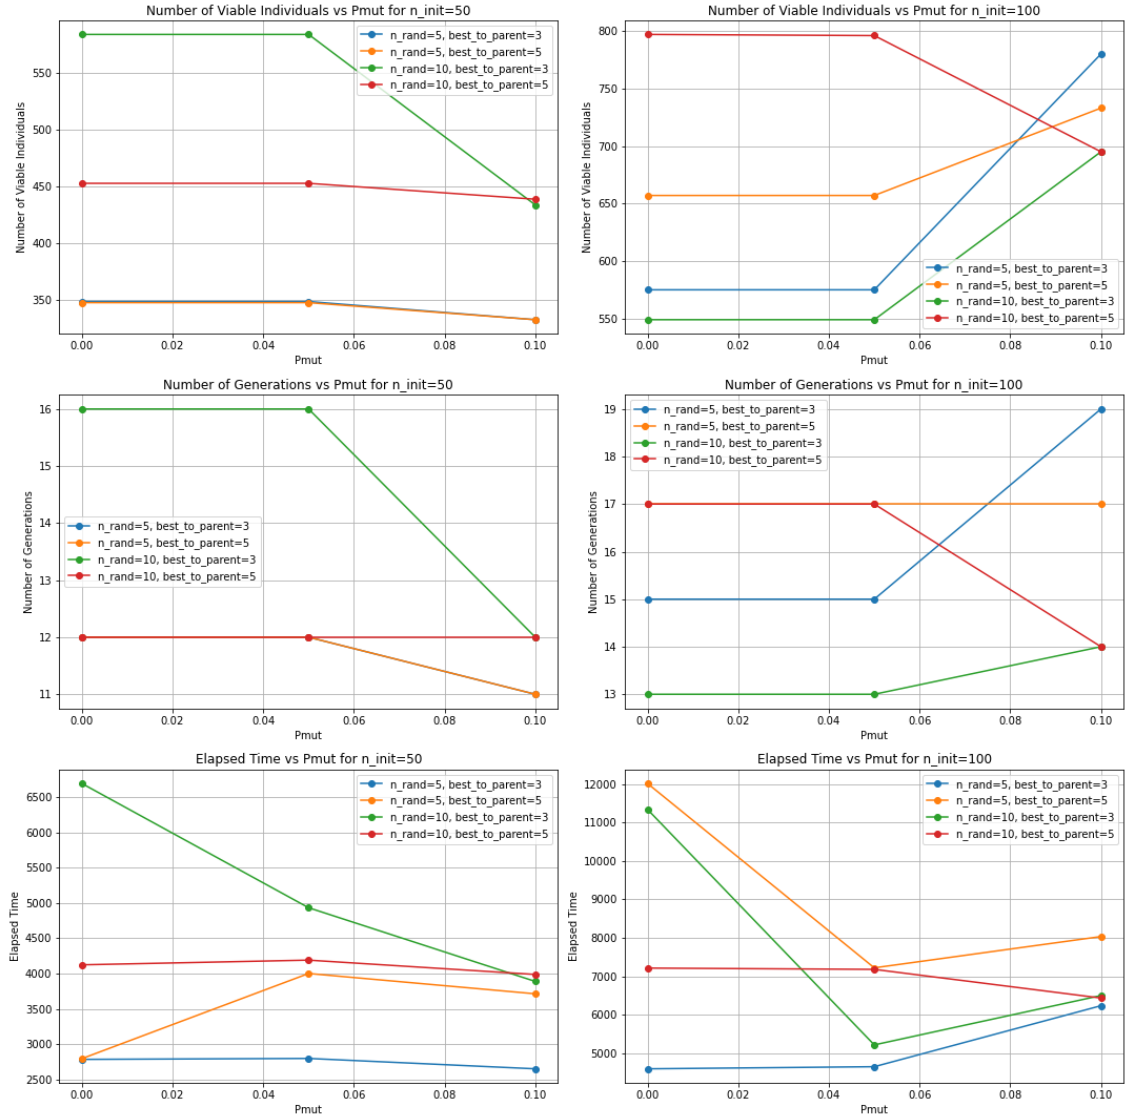 Number of Viable Individuals vs Pmut for n_init=50
Number of Viable Individuals
550
500
450
400
350
n_rand=5, best_to_parent=3
n_rand=5, best_to_parent=5
n_rand=10, best_to_parent=3
n_rand=10, best_to_parent=5
0.00 0.02 0.04 0.06 0.08 0.10
Pmut
Number of Viable Individuals vs Pmut for n_init=100
Number of Viable Individuals
800
750
700
650
600
550
n_rand=5, best_to_parent=3
n_rand=5, best_to_parent=5
n_rand=10, best_to_parent=3
n_rand=10, best_to_parent=5
0.00 0.02 0.04 0.06 0.08 0.10
Pmut
Number of Generations vs Pmut for n_init=50
Number of Generations
16
15
14
13
12
11
n_rand=5, best_to_parent=3
n_rand=5, best_to_parent=5
n_rand=10, best_to_parent=3
n_rand=10, best_to_parent=5
0.00 0.02 0.04 0.06 0.08 0.10
Pmut
Number of Generations vs Pmut for n_init=100
Number of Generations
19
18
17
16
15
14
13
n_rand=5, best_to_parent=3
n_rand=5, best_to_parent=5
n_rand=10, best_to_parent=3
n_rand=10, best_to_parent=5
0.00 0.02 0.04 0.06 0.08 0.10
Pmut
Elapsed Time vs Pmut for n_init=50
Elapsed Time
6500
6000
5500
5000
4500
4000
3500
3000
2500
n_rand=5, best_to_parent=3
n_rand=5, best_to_parent=5
n_rand=10, best_to_parent=3
n_rand=10, best_to_parent=5
0.00 0.02 0.04 0.06 0.08 0.10
Pmut
Elapsed Time vs Pmut for n_init=100
Elapsed Time
12000
11000
10000
9000
8000
7000
6000
5000
n_rand=5, best_to_parent=3
n_rand=5, best_to_parent=5
n_rand=10, best_to_parent=3
n_rand=10, best_to_parent=5
0.00 0.02 0.04 0.06 0.08 0.10
Pmut